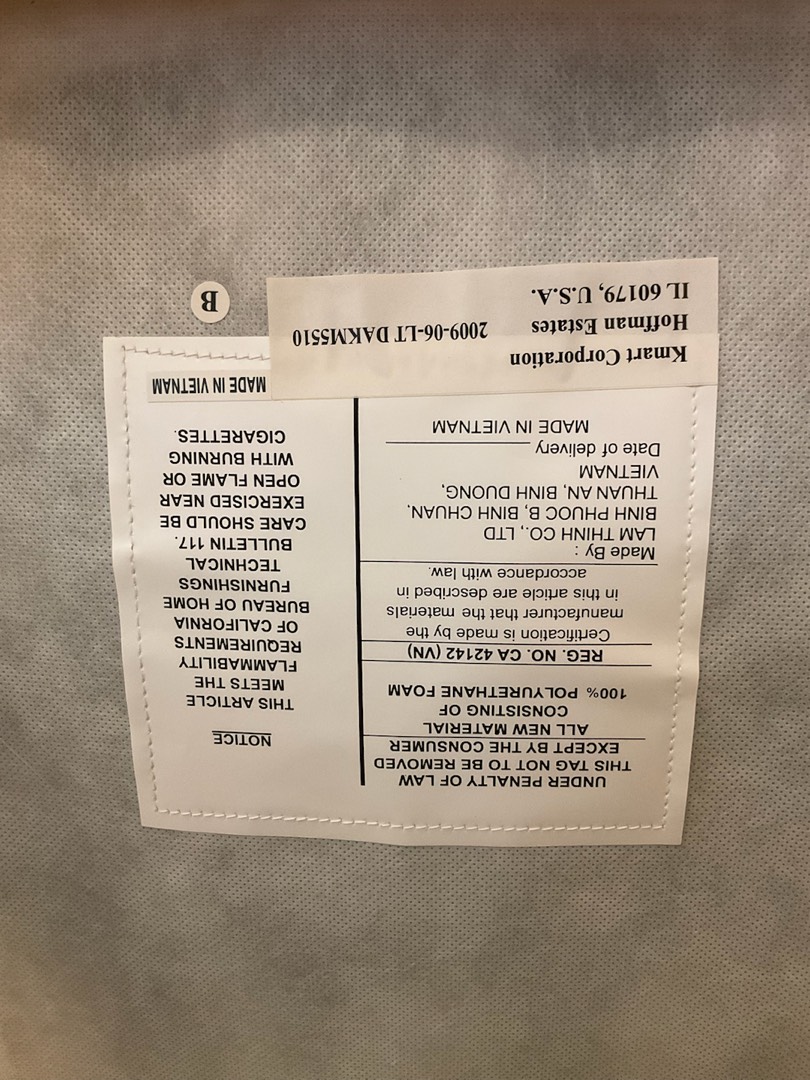 UNDER PENALTY OF LAW
THIS TAG NOT TO BE REMOVED
EXCEPT BY THE CONSUMER
ALL NEW MATERIAL
CONSISTING OF
100% POLYURETHANE FOAM
REG. NO. CA 42142 (VN)
Certification is made by the
manufacturer that the materials
in this article are described in
accordance with law.
Made By :
LAM THINH CO., LTD
BINH PHUOC B, BINH CHUAN,
THUAN AN, BINH DUONG,
VIETNAM
Date of delivery
MADE IN VIETNAM
NOTICE
THIS ARTICLE
MEETS THE
FLAMMABILITY
REQUIREMENTS
OF CALIFORNIA
BUREAU OF HOME
FURNISHINGS
TECHNICAL
BULLETIN 117.
CARE SHOULD BE
EXERCISED NEAR
OPEN FLAME OR
WITH BURNING
CIGARETTES.
MADE IN VIETNAM
Kmart Corporation
Hoffman Estates 2009-06-LT DAKM5510
IL 60179, U.S.A.
B